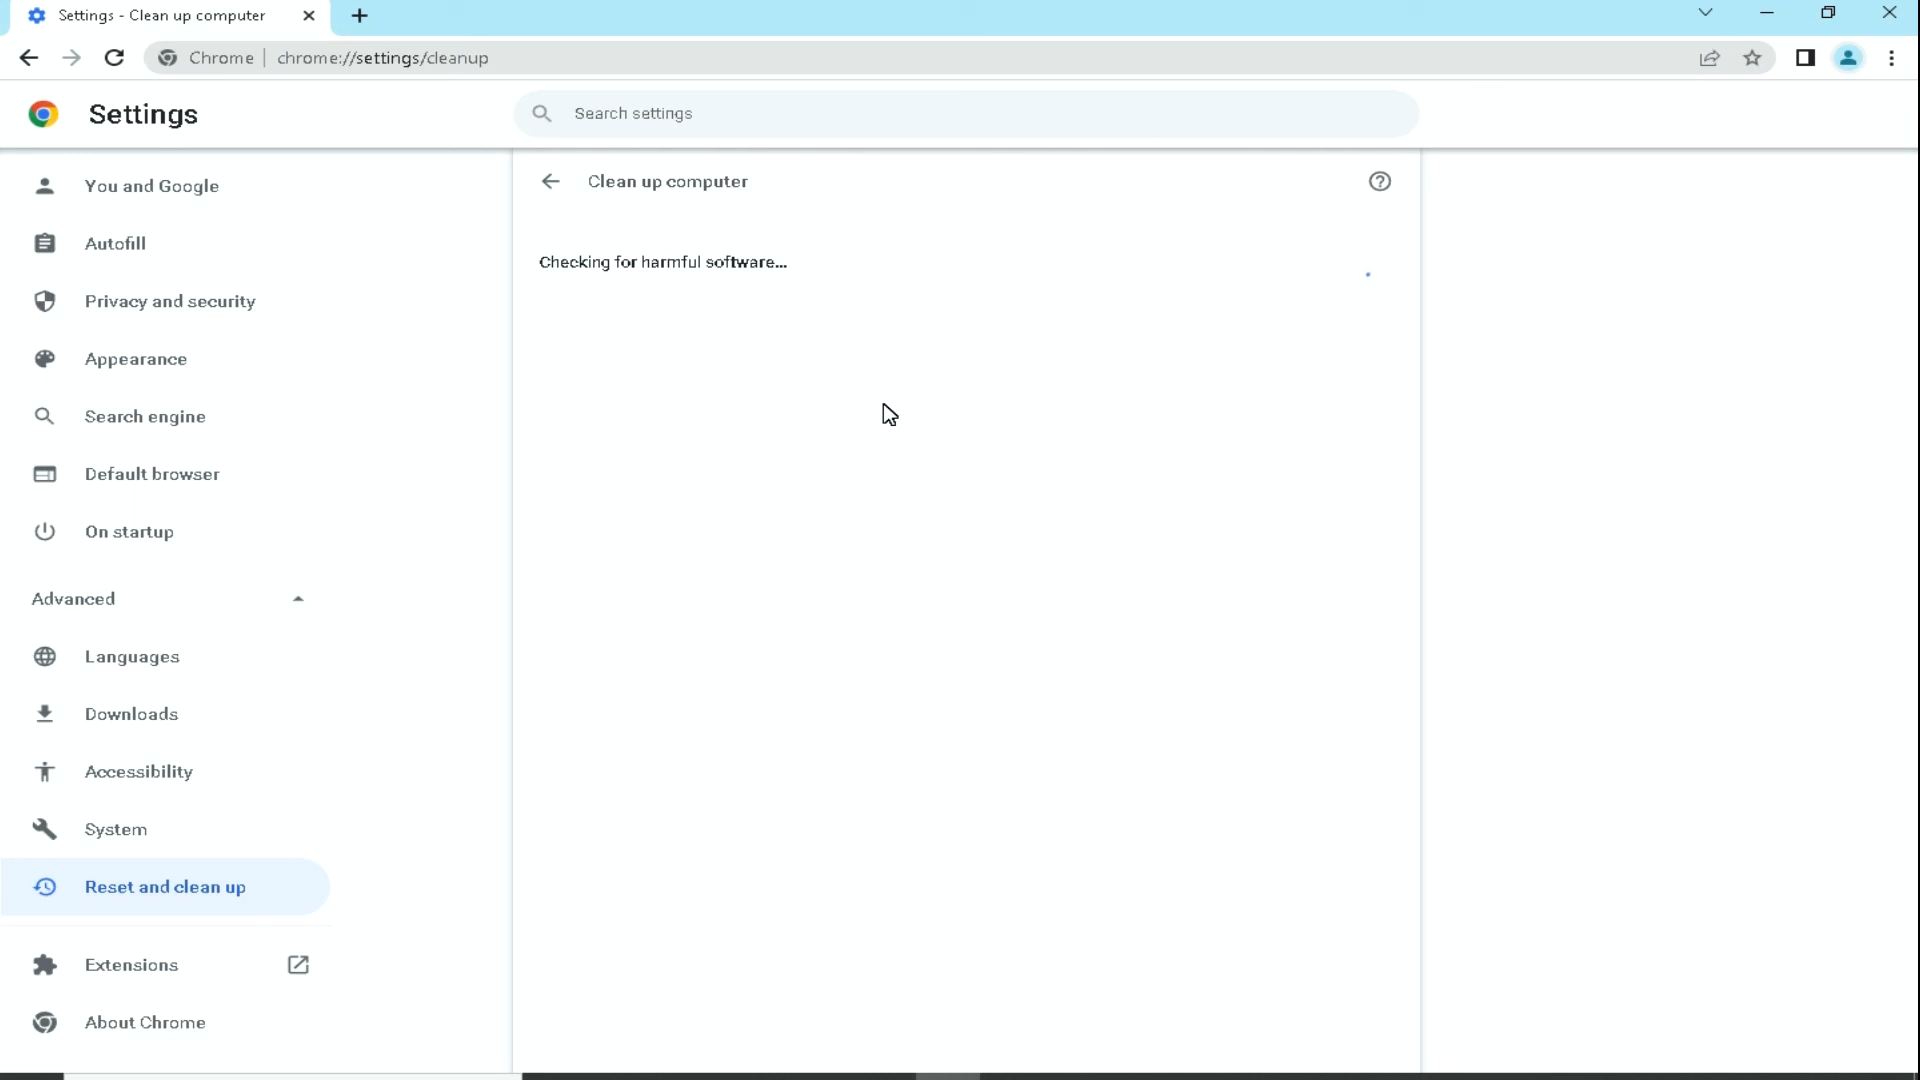 Settings - Clean up computer
Chrome | chrome://settings/cleanup
Settings
Search settings
You and Google
Autofill
Privacy and security
Appearance
Search engine
Default browser
On startup
Advanced
Languages
Downloads
Accessibility
System
Reset and clean up
Extensions
About Chrome
Clean up computer
Checking for harmful software...